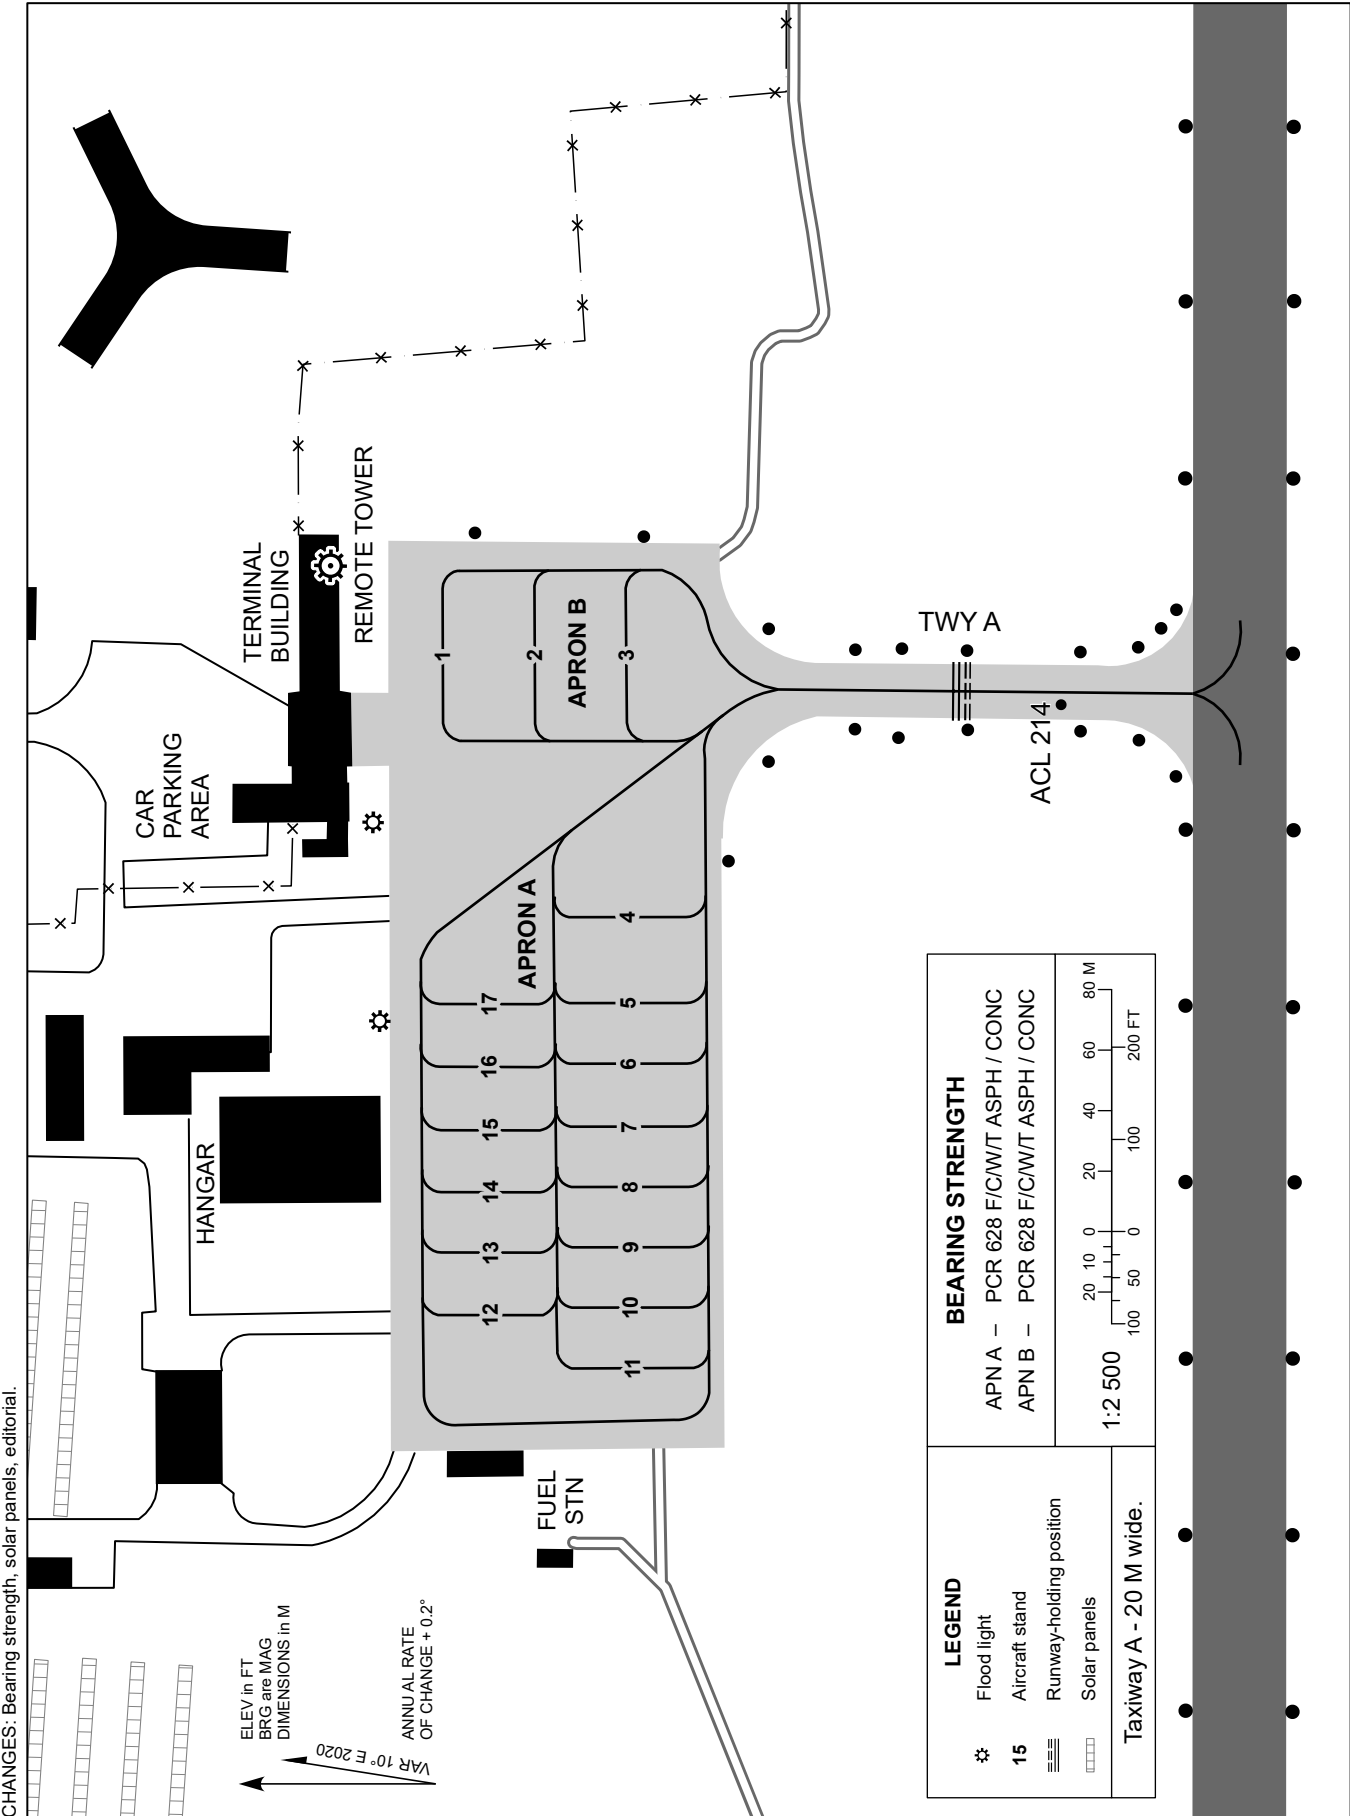 CHANGES: Bearing strength, solar panels, editorial.
ELEV in FT
BRG are MAG
DIMENSIONS in M
VAR 10° E 2020
ANNUAL RATE
OF CHANGE + 0.2°
HANGAR
CAR
PARKING
AREA
TERMINAL
BUILDING
REMOTE TOWER
FUEL
STN
12
13
14
15
16
17
APRON A
11
10
9
8
7
6
5
4
1
2
APRON B
3
TWY A
ACL 214
LEGEND
Flood light
15 Aircraft stand
Runway-holding position
Solar panels
Taxiway A - 20 M wide.
BEARING STRENGTH
APN A – PCR 628 F/C/W/T ASPH / CONC
APN B – PCR 628 F/C/W/T ASPH / CONC
1:2 500
20 10 0 20 40 60 80 M
100 50 0 100 200 FT